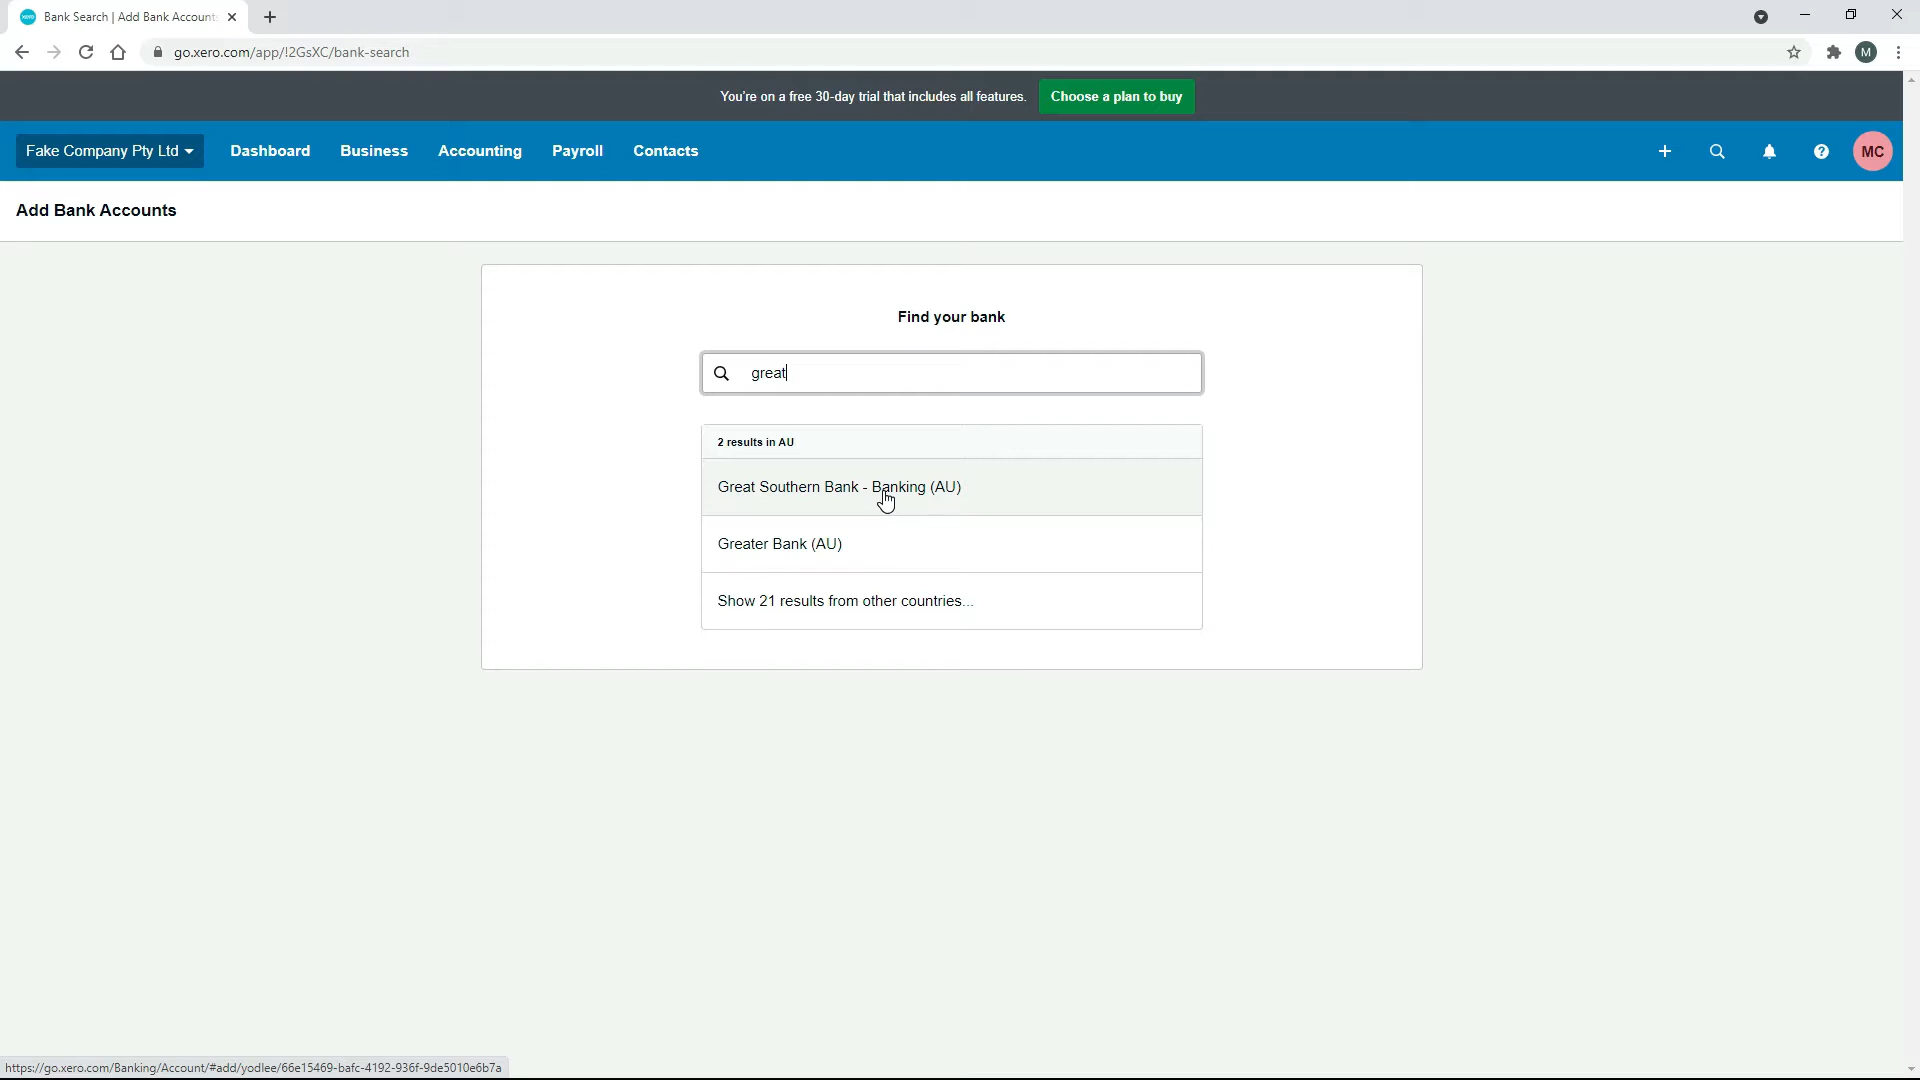 Bank Search | Add Bank Accounts
go.xero.com/app/!2GsXC/bank-search
M
You're on a free 30-day trial that includes all features.
Choose a plan to buy
Fake Company Pty Ltd
Dashboard
Business
Accounting
Payroll
Contacts
MC
Add Bank Accounts
Find your bank
great
2 results in AU
Great Southern Bank - Banking (AU)
Greater Bank (AU)
Show 21 results from other countries...
https://go.xero.com/Banking/Account/#add/yodlee/66e15469-bafc-4192-936f-9de5010e6b7a